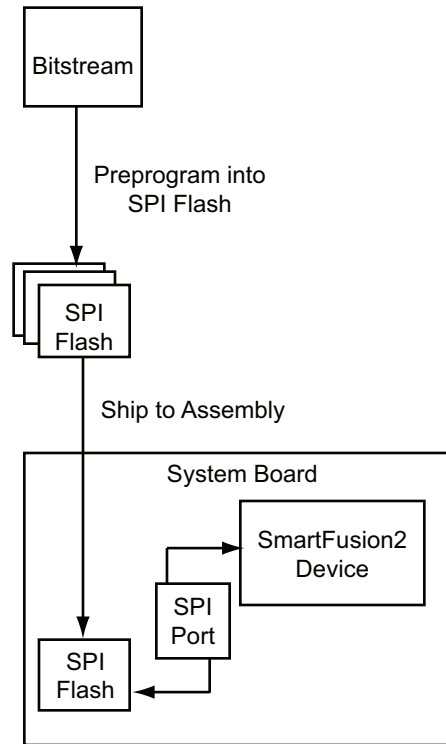 Bitstream
Preprogram into
SPI Flash
SPI
Flash
Ship to Assembly
System Board
SmartFusion2
Device
SPI
Port
SPI
Flash